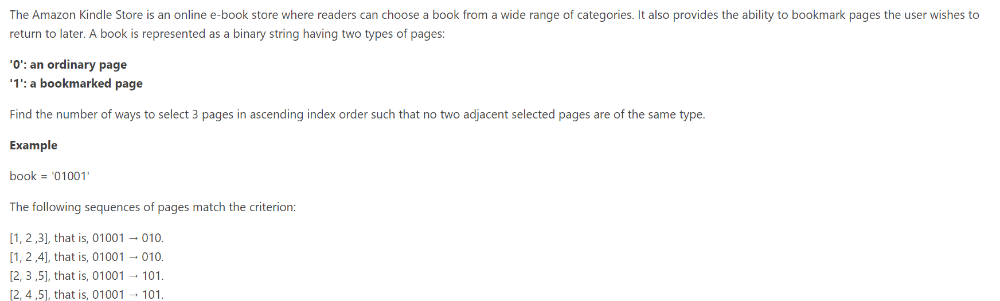 The Amazon Kindle Store is an online e-book store where readers can choose a book from a wide range of categories. It also provides the ability to bookmark pages the user wishes to
return to later. A book is represented as a binary string having two types of pages:
'0': an ordinary page
'1': a bookmarked page
Find the number of ways to select 3 pages in ascending index order such that no two adjacent selected pages are of the same type.
Example
book = '01001'
The following sequences of pages match the criterion:
[1, 2 ,3], that is, 01001 → 010.
[1, 2 ,4], that is, 01001 → 010.
[2, 3 ,5], that is, 01001 → 101.
[2, 4 ,5], that is, 01001 → 101.